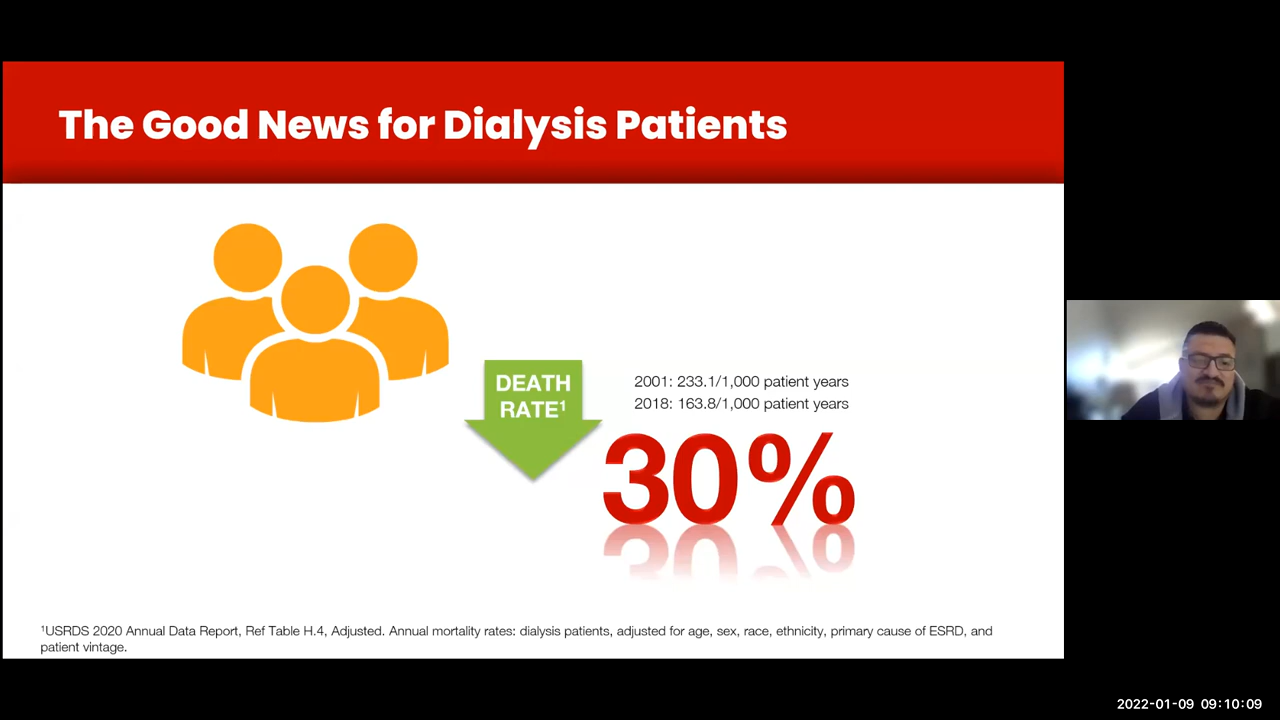 The Good News for Dialysis Patients
DEATH
RATE¹
2001: 233.1/1,000 patient years
2018: 163.8/1,000 patient years
30%
¹USRDS 2020 Annual Data Report, Ref Table H.4, Adjusted. Annual mortality rates: dialysis patients, adjusted for age, sex, race, ethnicity, primary cause of ESRD, and
patient vintage.
2022-01-09 09:10:09